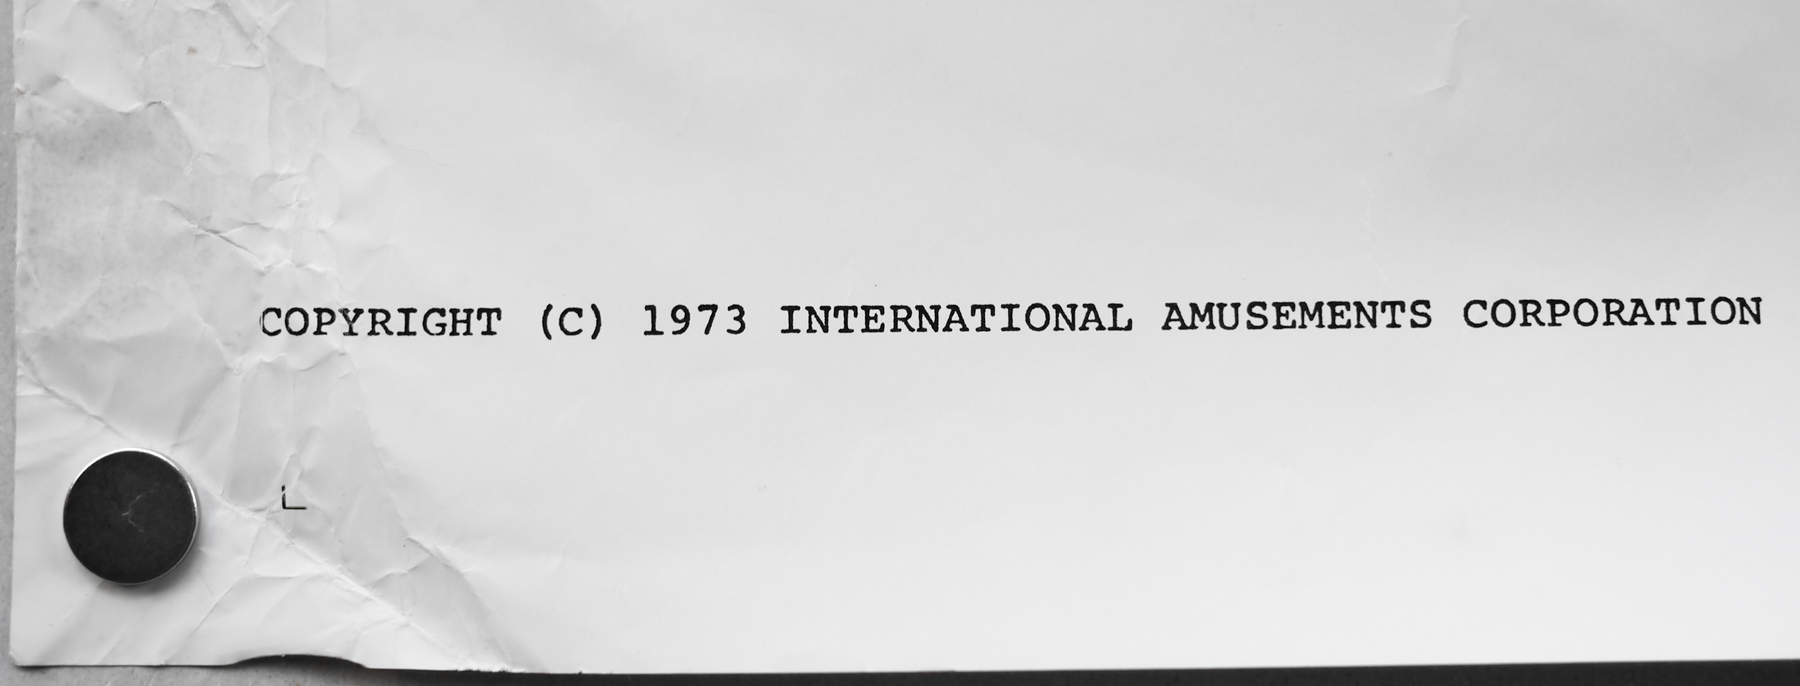 COPYRIGHT (C) 1973 INTERNATIONAL AMUSEMENTS CORPORATION